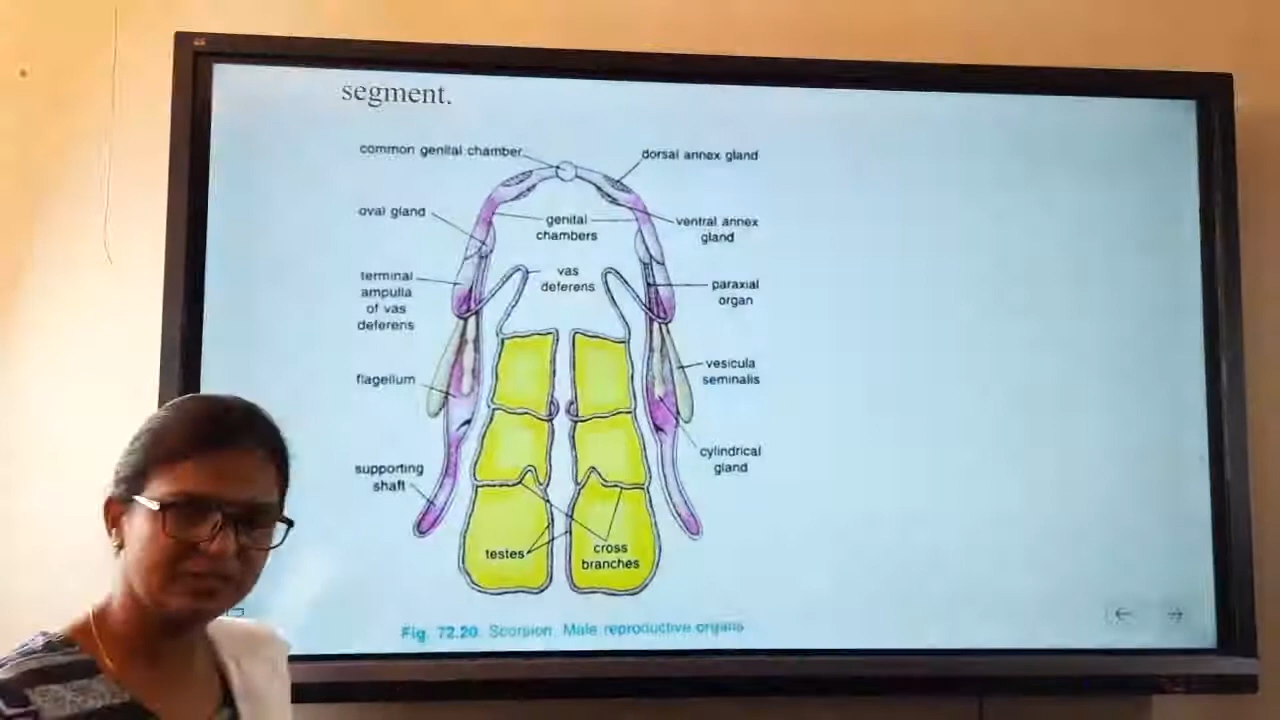 segment.
common genital chamber
dorsal annex gland
oval gland
genital
chambers
ventral annex
gland
vas
deferens
terminal
ampulla
of vas
deferens
paraxial
organ
flagellum
vesicula
seminalis
cylindrical
gland
supporting
shaft
testes
cross
branches
Fig. 72.20. Scorpion. Male reproductive organs